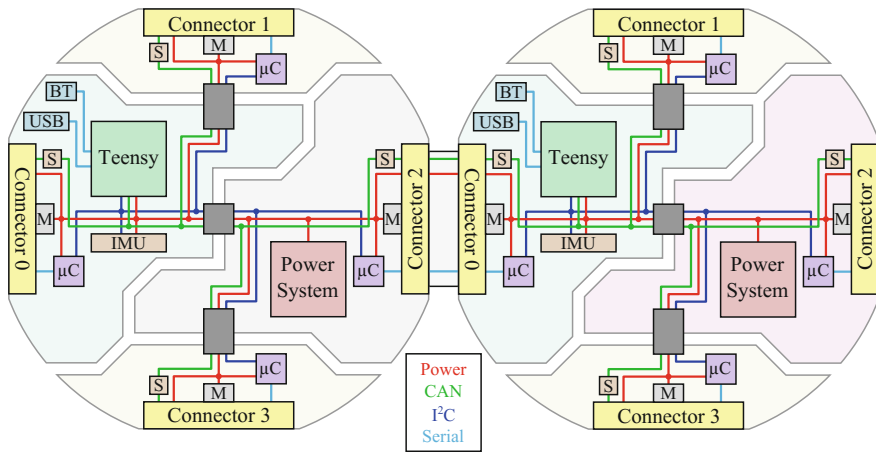 Connector 1
S
M
μC
BT
USB
Teensy
S
Connector 0
M
IMU
μC
Power
System
M
μC
Connector 2
S
M
μC
Connector 3
Connector 1
S
M
μC
BT
USB
Teensy
S
Connector 0
M
IMU
μC
Power
System
M
μC
Connector 2
S
S
M
μC
Connector 3
Power
CAN
I²C
Serial